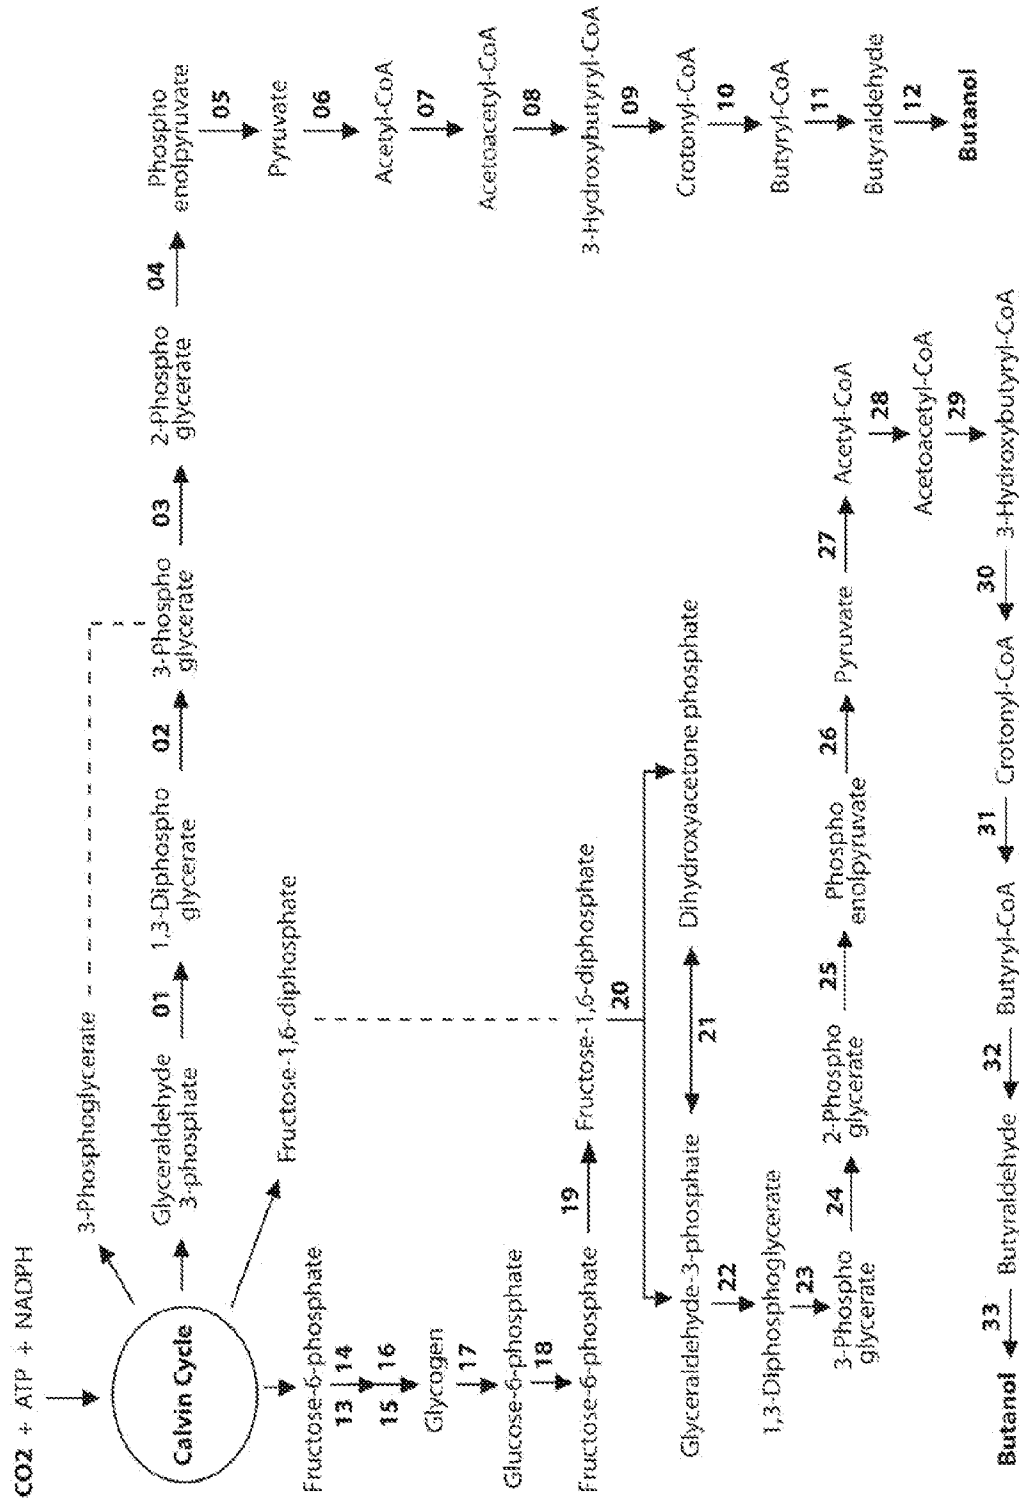 CO2 + ATP + NADPH
Calvin Cycle
3-Phosphoglycerate
Glyceraldehyde
3-phosphate
01
1,3-Diphospho
glycerate
02
3-Phospho
glycerate
03
2-Phospho
glycerate
04
Phospho
enolpyruvate
05
Pyruvate
06
Acetyl-CoA
07
Acetoacetyl-CoA
08
3-Hydroxybutyryl-CoA
09
Crotonyl-CoA
10
Butyryl-CoA
11
Butyraldehyde
12
Butanol
Fructose-1,6-diphosphate
Fructose-6-phosphate
13 14
15 16
Glycogen
17
Glucose-6-phosphate
18
Fructose-6-phosphate
19
Fructose-1,6-diphosphate
20
Glyceraldehyde-3-phosphate
21
Dihydroxyacetone phosphate
22
1,3-Diphosphoglycerate
23
3-Phospho
glycerate
24
2-Phospho
glycerate
25
Phospho
enolpyruvate
26
Pyruvate
27
Acetyl-CoA
28
Acetoacetyl-CoA
29
3-Hydroxybutyryl-CoA
30
Crotonyl-CoA
31
Butyryl-CoA
32
Butyraldehyde
33
Butanol